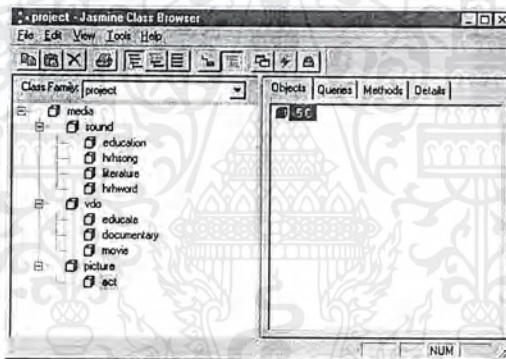 project - Jasmine Class Browser
File Edit View Tools Help
Class Family: project
Objects Queries Methods Details
media
sound
education
hrhsong
literature
hrhword
vdo
educate
documentary
movie
picture
act
NUM